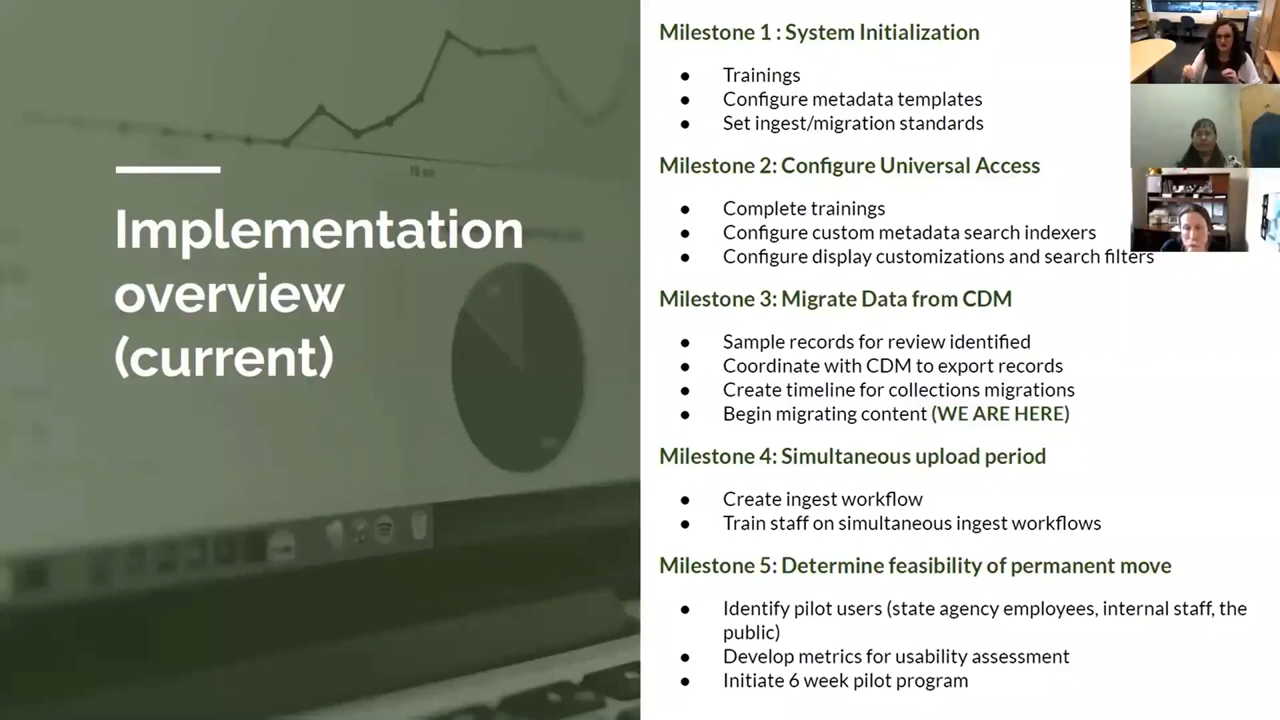 Implementation
overview
(current)
Milestone 1 : System Initialization
● Trainings
● Configure metadata templates
● Set ingest/migration standards
Milestone 2: Configure Universal Access
● Complete trainings
● Configure custom metadata search indexers
● Configure display customizations and search filters
Milestone 3: Migrate Data from CDM
● Sample records for review identified
● Coordinate with CDM to export records
● Create timeline for collections migrations
● Begin migrating content (WE ARE HERE)
Milestone 4: Simultaneous upload period
● Create ingest workflow
● Train staff on simultaneous ingest workflows
Milestone 5: Determine feasibility of permanent move
● Identify pilot users (state agency employees, internal staff, the
public)
● Develop metrics for usability assessment
● Initiate 6 week pilot program